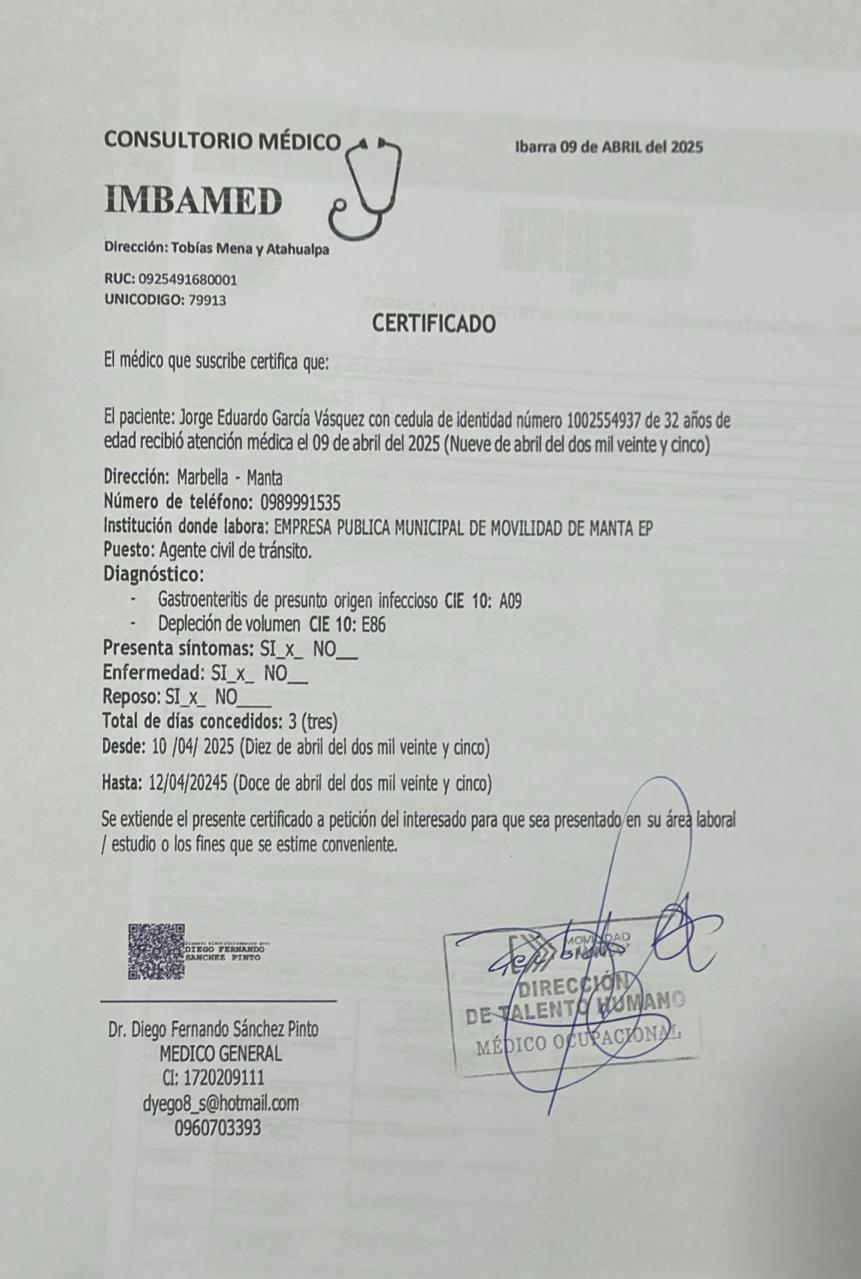 CONSULTORIO MÉDICO
Ibarra 09 de ABRIL del 2025
IMBAMED
Dirección: Tobías Mena y Atahualpa
RUC: 0925491680001
UNICODIGO: 79913
CERTIFICADO
El médico que suscribe certifica que:
El paciente: Jorge Eduardo García Vásquez con cedula de identidad número 1002554937 de 32 años de
edad recibió atención médica el 09 de abril del 2025 (Nueve de abril del dos mil veinte y cinco)
Dirección: Marbella - Manta
Número de teléfono: 0989991535
Institución donde labora: EMPRESA PUBLICA MUNICIPAL DE MOVILIDAD DE MANTA EP
Puesto: Agente civil de tránsito.
Diagnóstico:
- Gastroenteritis de presunto origen infeccioso CIE 10: A09
- Depleción de volumen CIE 10: E86
Presenta síntomas: SI_x_ NO__
Enfermedad: SI_x_ NO__
Reposo: SI_x_ NO___
Total de días concedidos: 3 (tres)
Desde: 10 /04/ 2025 (Diez de abril del dos mil veinte y cinco)
Hasta: 12/04/20245 (Doce de abril del dos mil veinte y cinco)
Se extiende el presente certificado a petición del interesado para que sea presentado en su área laboral
/ estudio o los fines que se estime conveniente.
Firmado electrónicamente por:
DIEGO FERNANDO
SANCHEZ PINTO
MOVILIDAD
DIRECCIÓN
DE TALENTO HUMANO
MÉDICO OCUPACIONAL
Dr. Diego Fernando Sánchez Pinto
MEDICO GENERAL
CI: 1720209111
dyego8_s@hotmail.com
0960703393